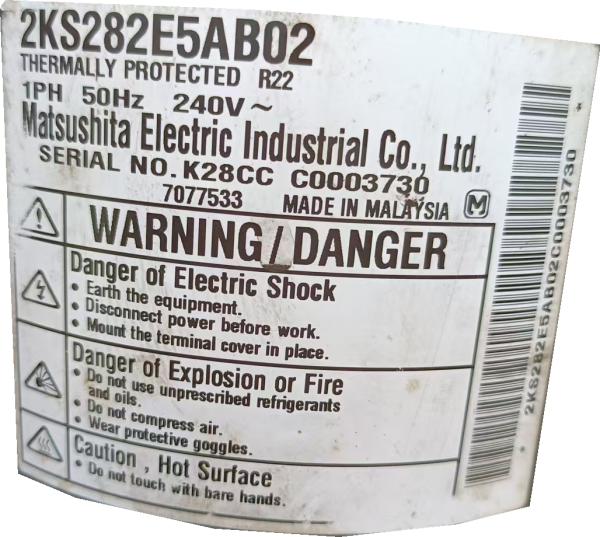 2KS282E5AB02
THERMALLY PROTECTED R22
1PH 50Hz 240V ~
Matsushita Electric Industrial Co., Ltd.
SERIAL NO. K28CC C0003730
7077533 MADE IN MALAYSIA M
WARNING/DANGER
Danger of Electric Shock
• Earth the equipment.
• Disconnect power before work.
• Mount the terminal cover in place.
Danger of Explosion or Fire
• Do not use unprescribed refrigerants
and oils.
• Do not compress air.
• Wear protective goggles.
Caution , Hot Surface
• Do not touch with bare hands.
2KS282E5AB02C0003730